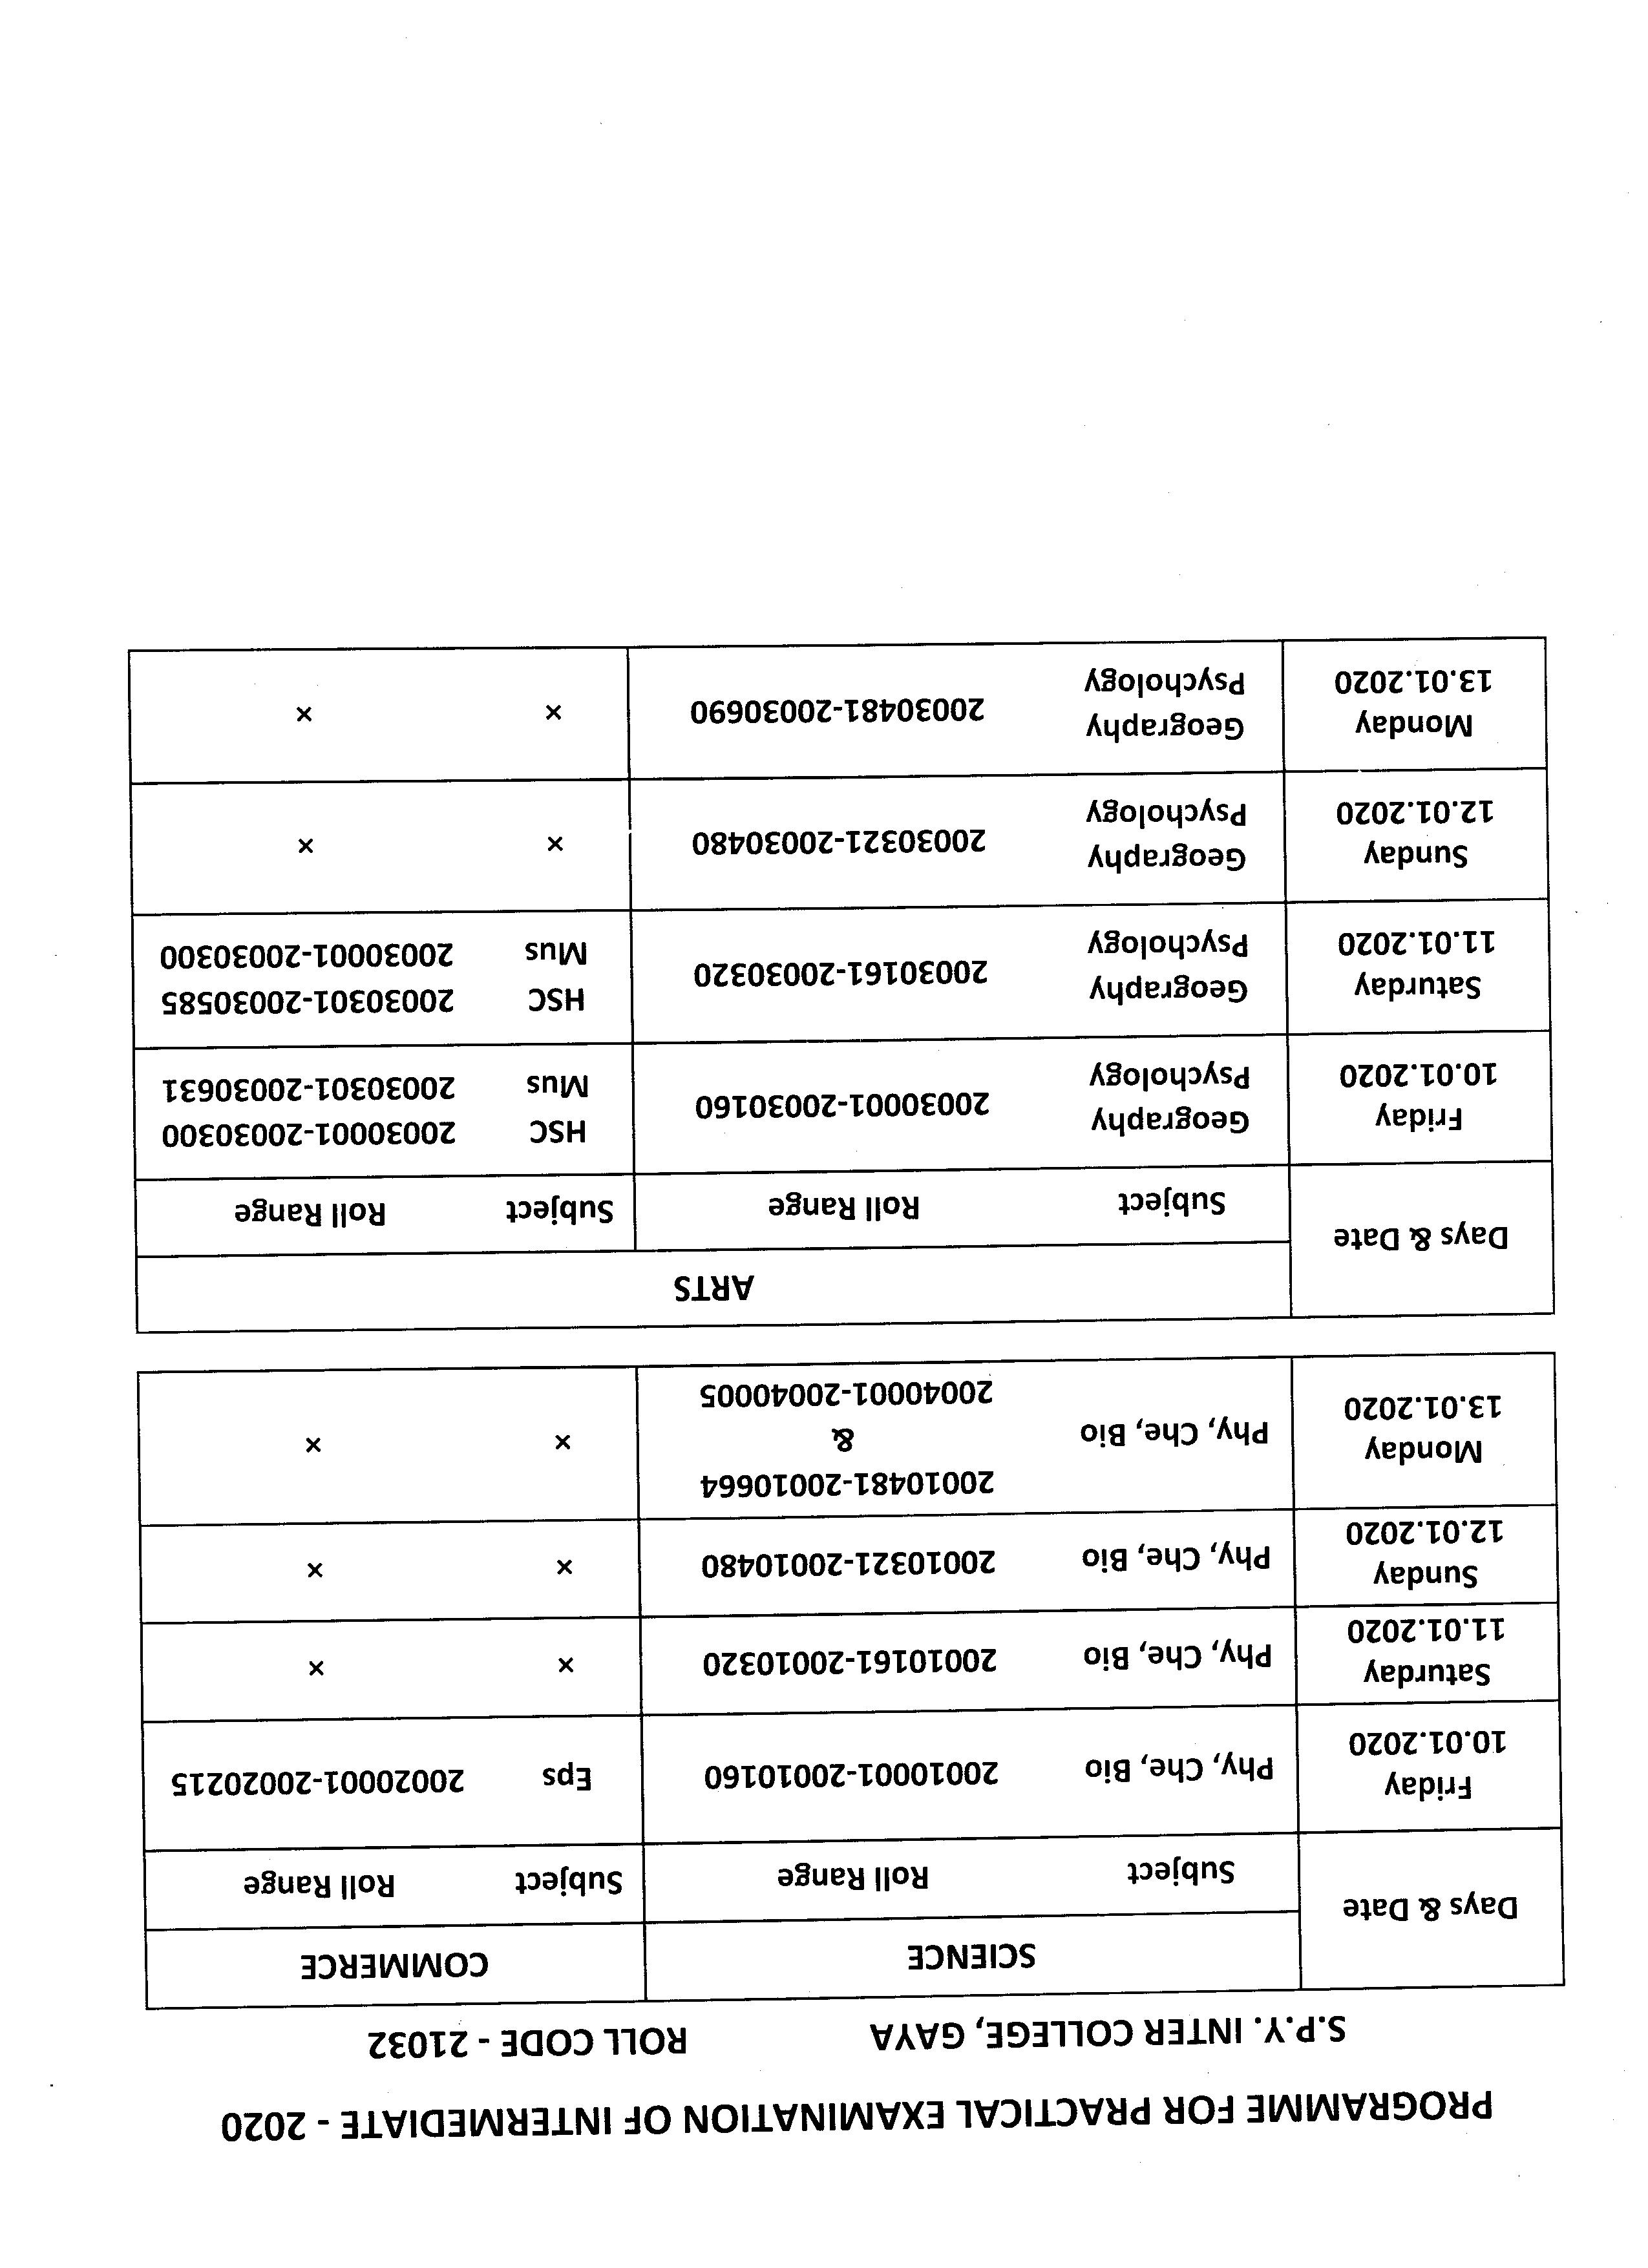 PROGRAMME FOR PRACTICAL EXAMINATION OF INTERMEDIATE - 2020
S.P.Y. INTER COLLEGE, GAYA ROLL CODE - 21032
Days & Date SCIENCE COMMERCE
Subject Roll Range Subject Roll Range
Friday
10.01.2020 Phy, Che, Bio 20010001-20010160 Eps 20020001-20020215
Saturday
11.01.2020 Phy, Che, Bio 20010161-20010320 × ×
Sunday
12.01.2020 Phy, Che, Bio 20010321-20010480 × ×
Monday
13.01.2020 Phy, Che, Bio 20010481-20010664
&
20040001-20040005 × ×
Days & Date ARTS
Subject Roll Range Subject Roll Range
Friday Geography 20030001-20030160 HSC 20030001-20030300
10.01.2020 Psychology Mus 20030301-20030631
Saturday Geography 20030161-20030320 HSC 20030301-20030585
11.01.2020 Psychology Mus 20030001-20030300
Sunday Geography 20030321-20030480 × ×
12.01.2020 Psychology
Monday Geography 20030481-20030690 × ×
13.01.2020 Psychology